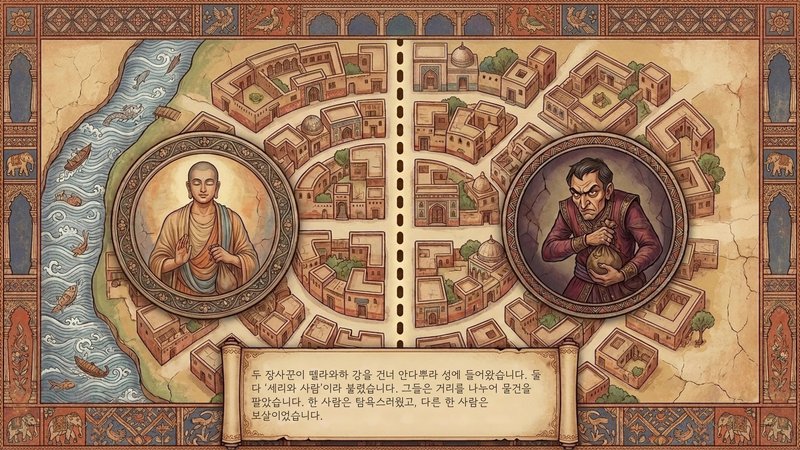 두 장사꾼이 뗄라와하 강을 건너 안다뿌라 성에 들어왔습니다. 둘
다 '세리와 사람'이라 불렸습니다. 그들은 거리를 나누어 물건을
팔았습니다. 한 사람은 탐욕스러웠고, 다른 한 사람은
보살이었습니다.